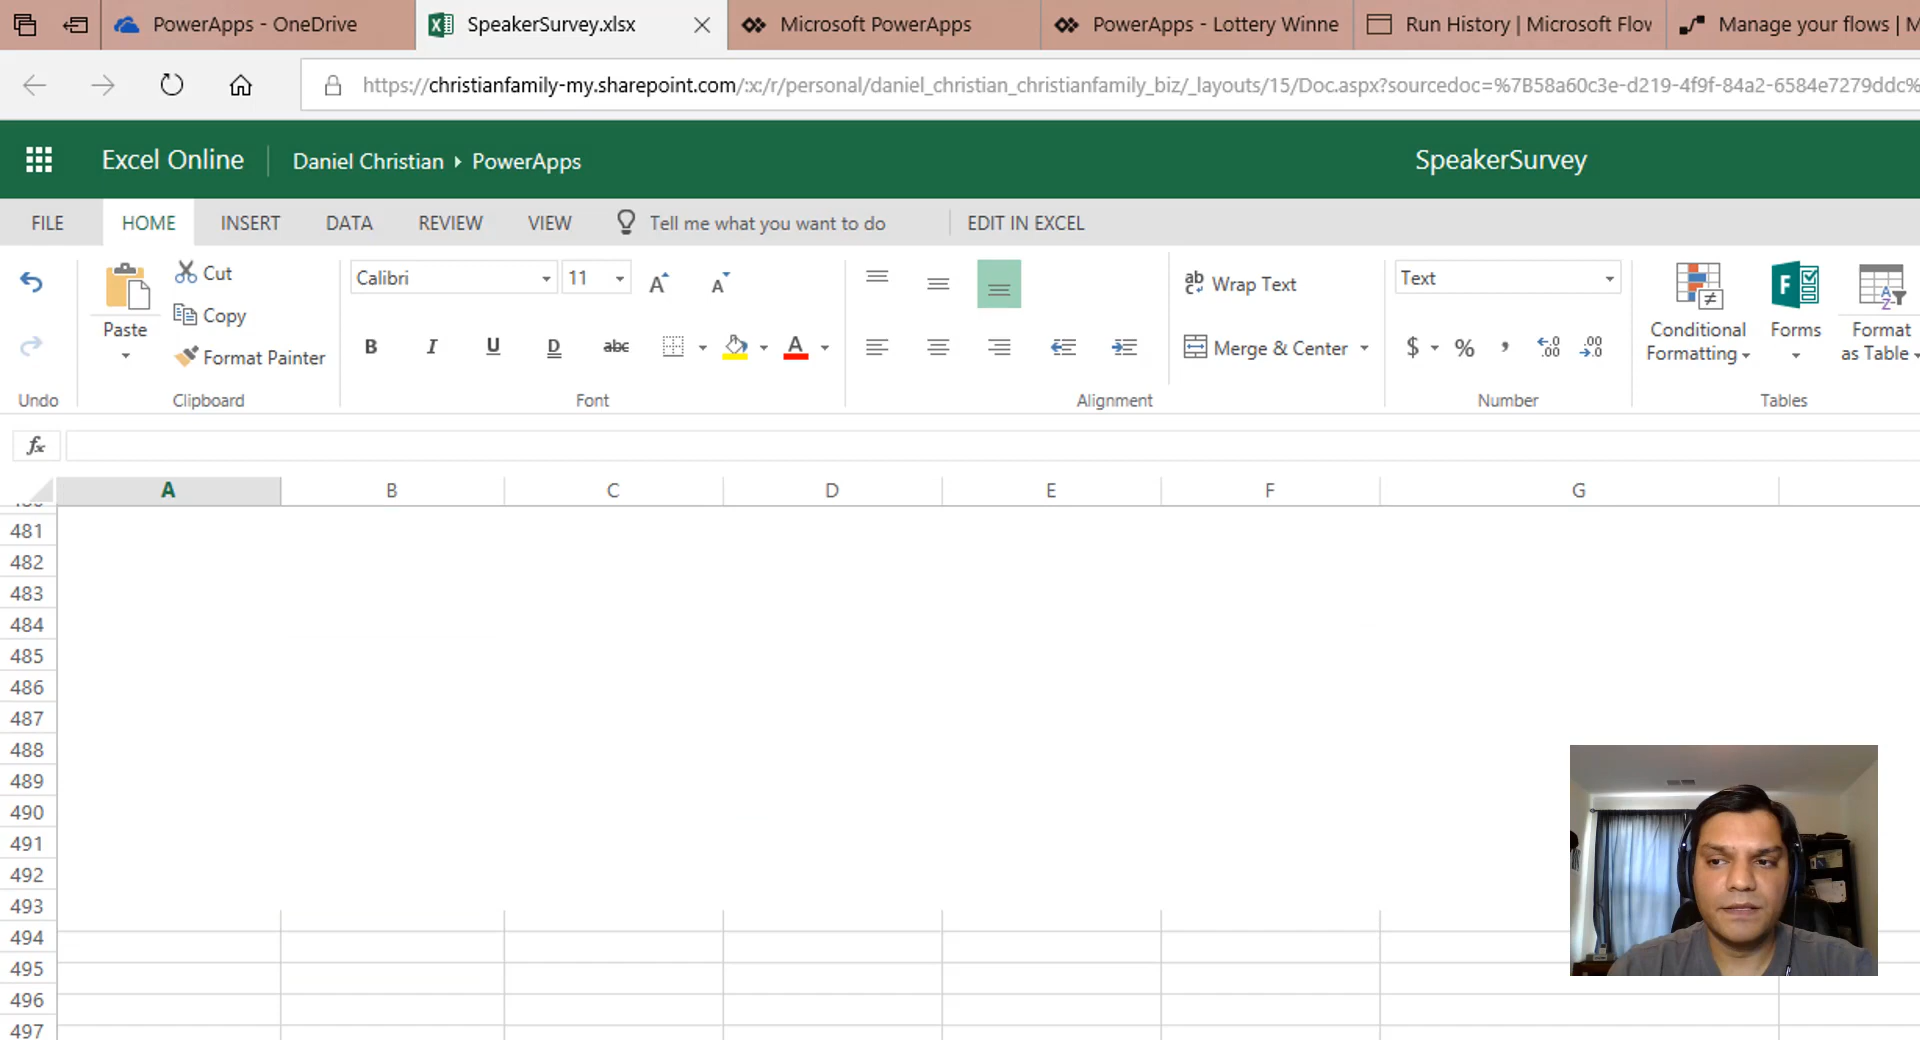 PowerApps - OneDrive
SpeakerSurvey.xlsx
Microsoft PowerApps
PowerApps - Lottery Winne
Run History | Microsoft Flov
Manage your flows | M
https://christianfamily-my.sharepoint.com/:x:/r/personal/daniel_christian_christianfamily_biz/_layouts/15/Doc.aspx?sourcedoc=%7B58a60c3e-d219-4f9f-84a2-6584e7279ddc%
Excel Online
Daniel Christian
PowerApps
SpeakerSurvey
FILE
HOME
INSERT
DATA
REVIEW
VIEW
Tell me what you want to do
EDIT IN EXCEL
Paste
Cut
Copy
Format Painter
Calibri
11
Wrap Text
Merge & Center
Text
Conditional
Formatting
Forms
Format
as Table
B
I
U
D
abc
A
$
%
Undo
Clipboard
Font
Alignment
Number
Tables
fx
A
B
C
D
E
F
G
481
482
483
484
485
486
487
488
489
490
491
492
493
494
495
496
497